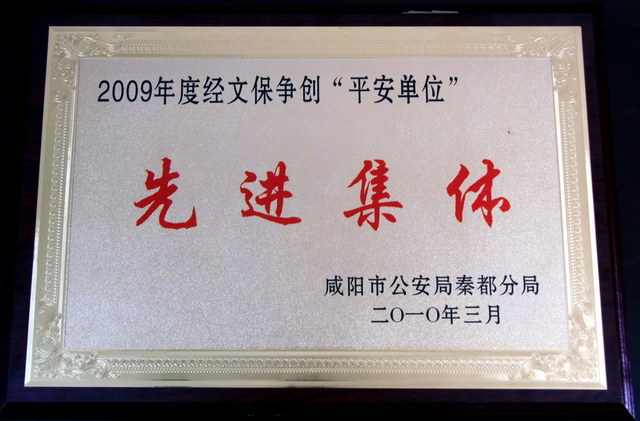 2009年度经文保争创“平安单位”
先进集体
咸阳市公安局秦都分局
二〇一〇年三月